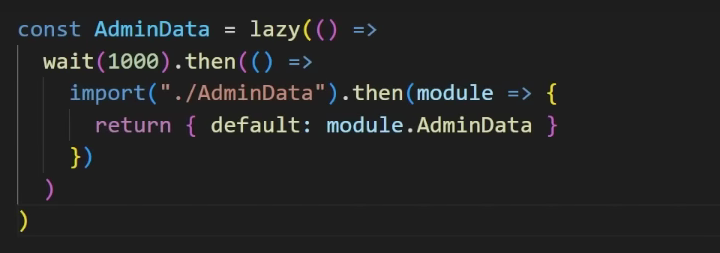 const AdminData = lazy(() =>
  wait(1000).then(() =>
    import("./AdminData").then(module => {
      return { default: module.AdminData }
    })
  )
)